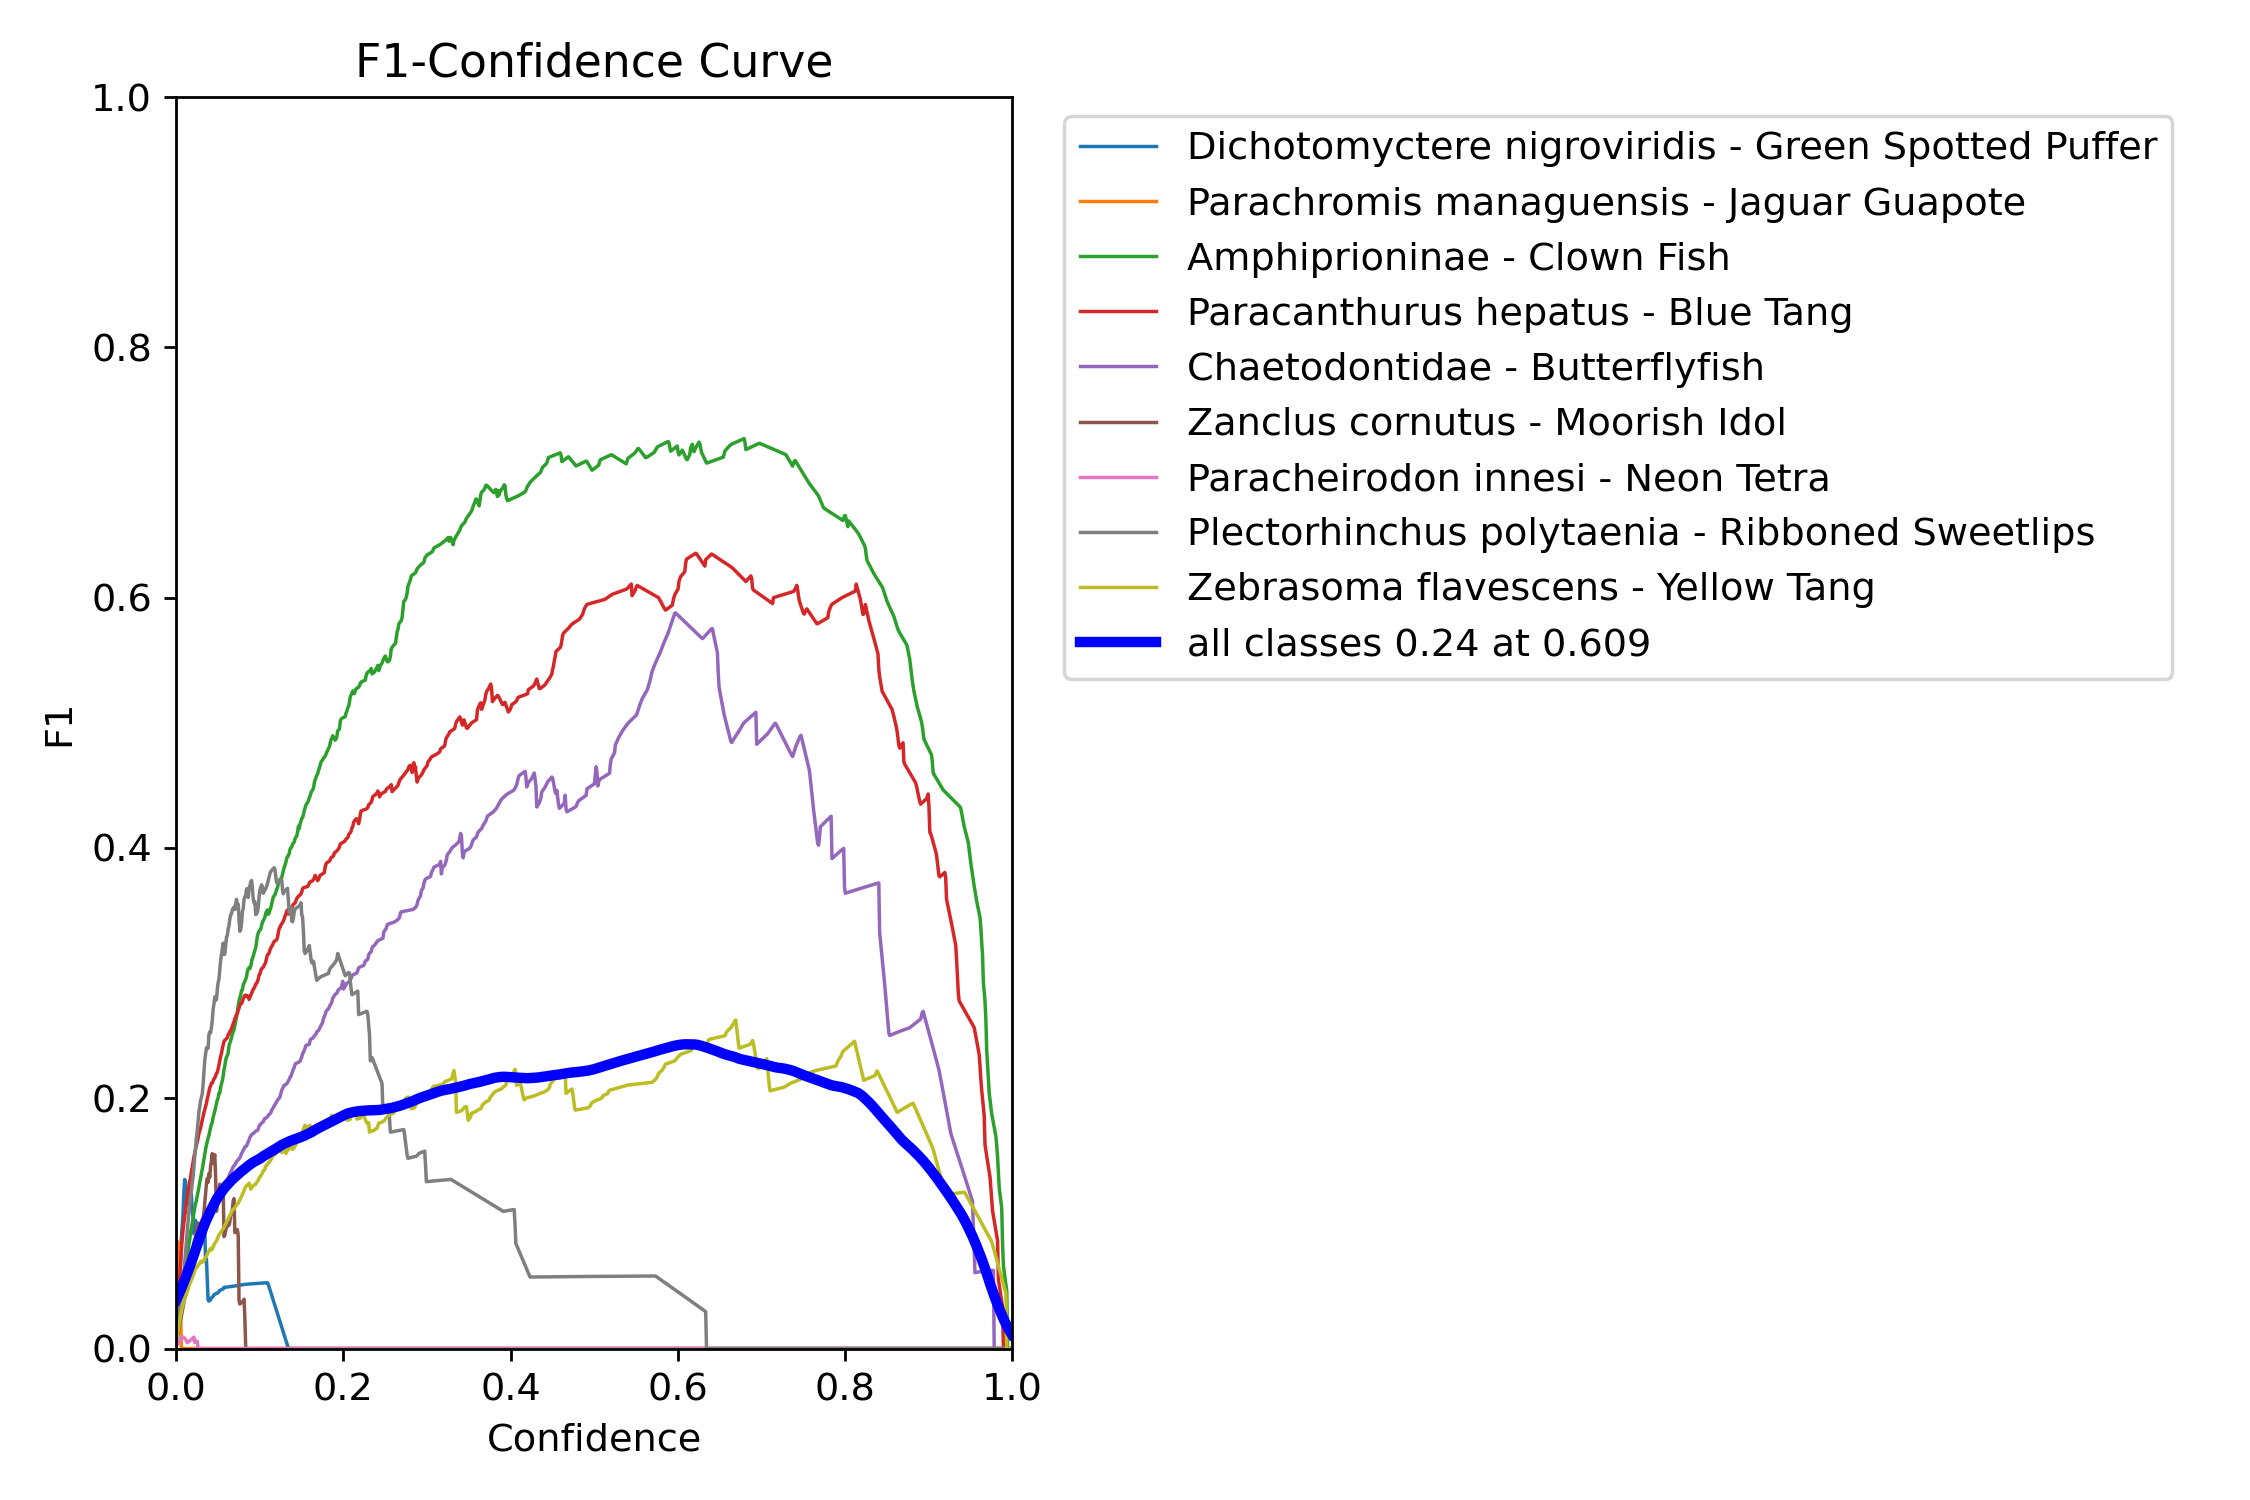 F1-Confidence Curve
1.0
0.8
0.6
0.4
0.2
0.0
F1
0.0 0.2 0.4 0.6 0.8 1.0
Confidence
Dichotomyctere nigroviridis - Green Spotted Puffer
Parachromis managuensis - Jaguar Guapote
Amphiprioninae - Clown Fish
Paracanthurus hepatus - Blue Tang
Chaetodontidae - Butterflyfish
Zanclus cornutus - Moorish Idol
Paracheirodon innesi - Neon Tetra
Plectorhinchus polytaenia - Ribboned Sweetlips
Zebrasoma flavescens - Yellow Tang
all classes 0.24 at 0.609